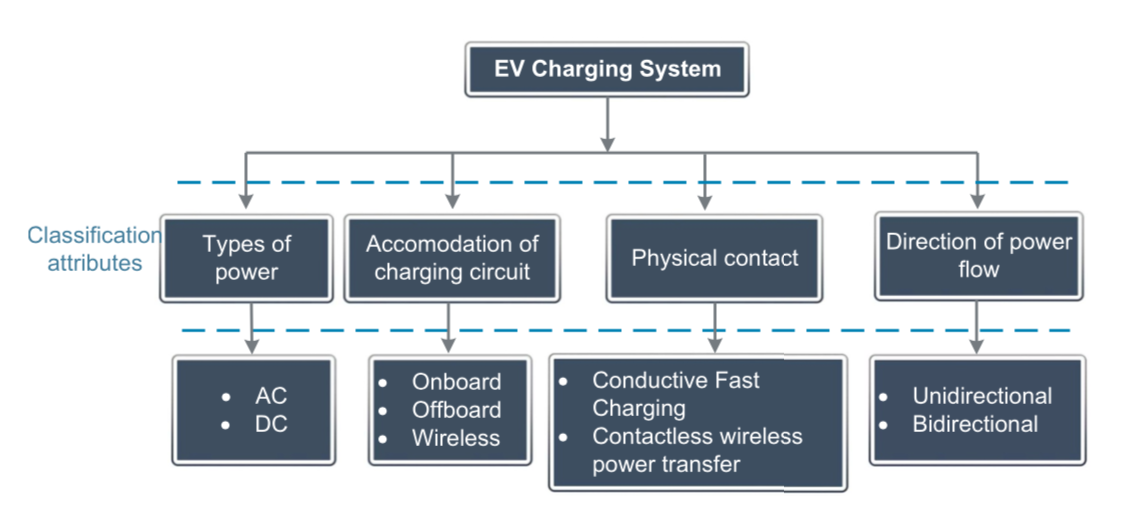 EV Charging System
Classification
attributes
Types of
power
Accomodation of
charging circuit
Physical contact
Direction of power
flow
• AC
• DC
• Onboard
• Offboard
• Wireless
• Conductive Fast
Charging
• Contactless wireless
power transfer
• Unidirectional
• Bidirectional